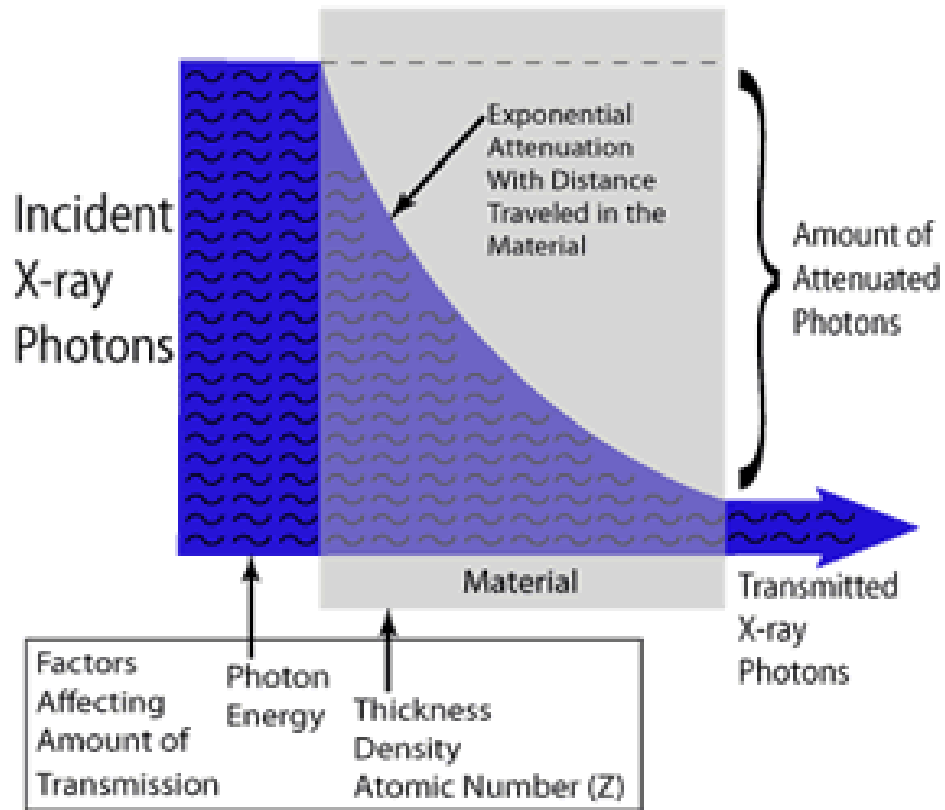 Exponential
Attenuation
With Distance
Traveled in the
Material
Incident
X-ray
Photons
Amount of
Attenuated
Photons
Material
Transmitted
X-ray
Photons
Factors
Affecting
Amount of
Transmission
Photon
Energy
Thickness
Density
Atomic Number (Z)